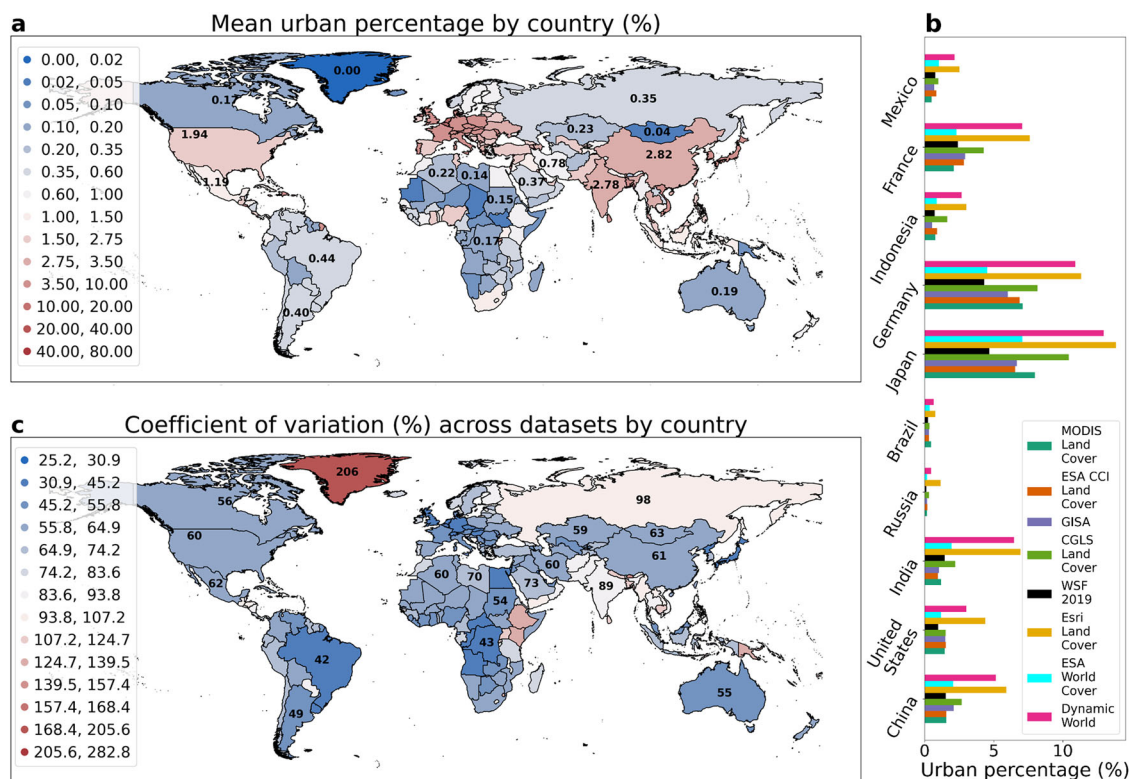 a Mean urban percentage by country (%)
0.00, 0.02
0.02, 0.05
0.05, 0.10
0.10, 0.20
0.20, 0.35
0.35, 0.60
0.60, 1.00
1.00, 1.50
1.50, 2.75
2.75, 3.50
3.50, 10.00
10.00, 20.00
20.00, 40.00
40.00, 80.00
0.00
0.17
0.35
1.94
0.23
0.04
2.82
1.19
0.22
0.14
0.78
0.37
2.78
0.15
0.17
0.44
0.19
0.40
b
Mexico
France
Indonesia
Germany
Japan
Brazil
Russia
India
United
States
China
MODIS
Land
Cover
ESA CCI
Land
Cover
GISA
CGLS
Land
Cover
WSF
2019
Esri
Land
Cover
ESA
World
Cover
Dynamic
World
0 5 10
Urban percentage (%)
c Coefficient of variation (%) across datasets by country
25.2, 30.9
30.9, 45.2
45.2, 55.8
55.8, 64.9
64.9, 74.2
74.2, 83.6
83.6, 93.8
93.8, 107.2
107.2, 124.7
124.7, 139.5
139.5, 157.4
157.4, 168.4
168.4, 205.6
205.6, 282.8
206
56
98
60
59
63
61
62
60
70
60
73
89
54
43
42
55
49